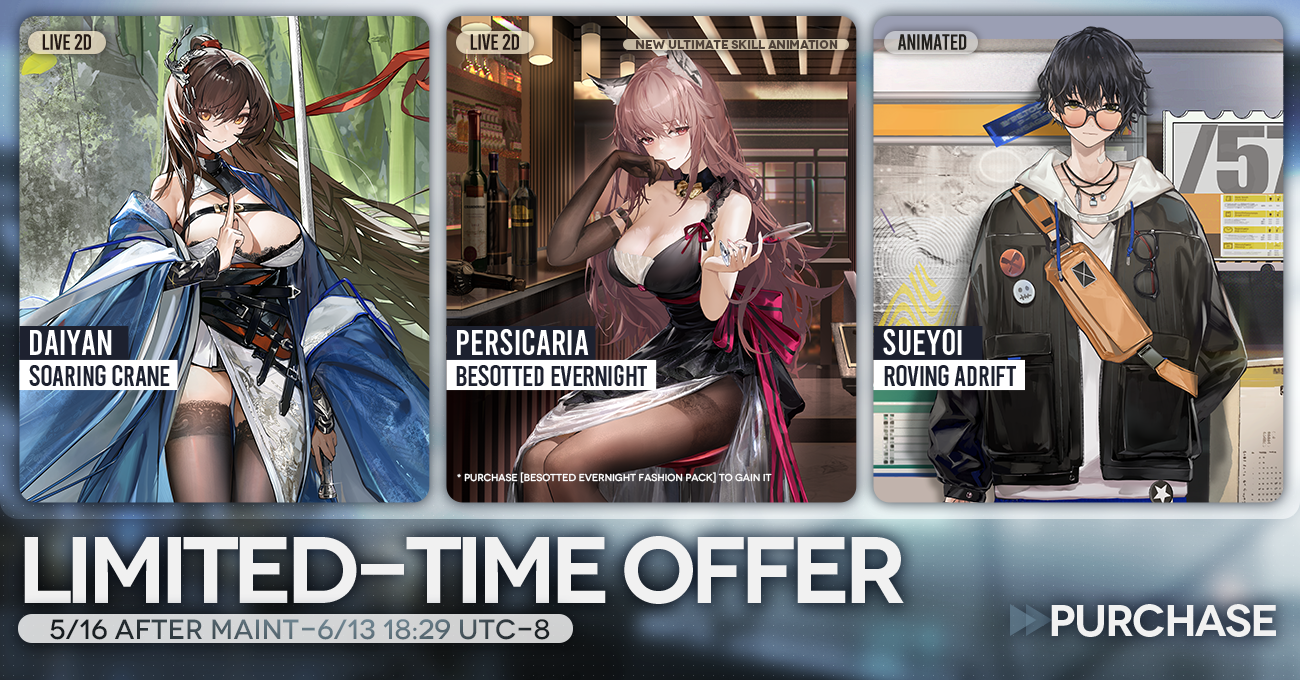 LIVE 2D
DAIYAN
SOARING CRANE
LIVE 2D
NEW ULTIMATE SKILL ANIMATION
PERSICARIA
BESOTTED EVERNIGHT
* PURCHASE [BESOTTED EVERNIGHT FASHION PACK] TO GAIN IT
ANIMATED
/57
SUEYOI
ROVING ADRIFT
LIMITED-TIME OFFER
5/16 AFTER MAINT-6/13 18:29 UTC-8
PURCHASE